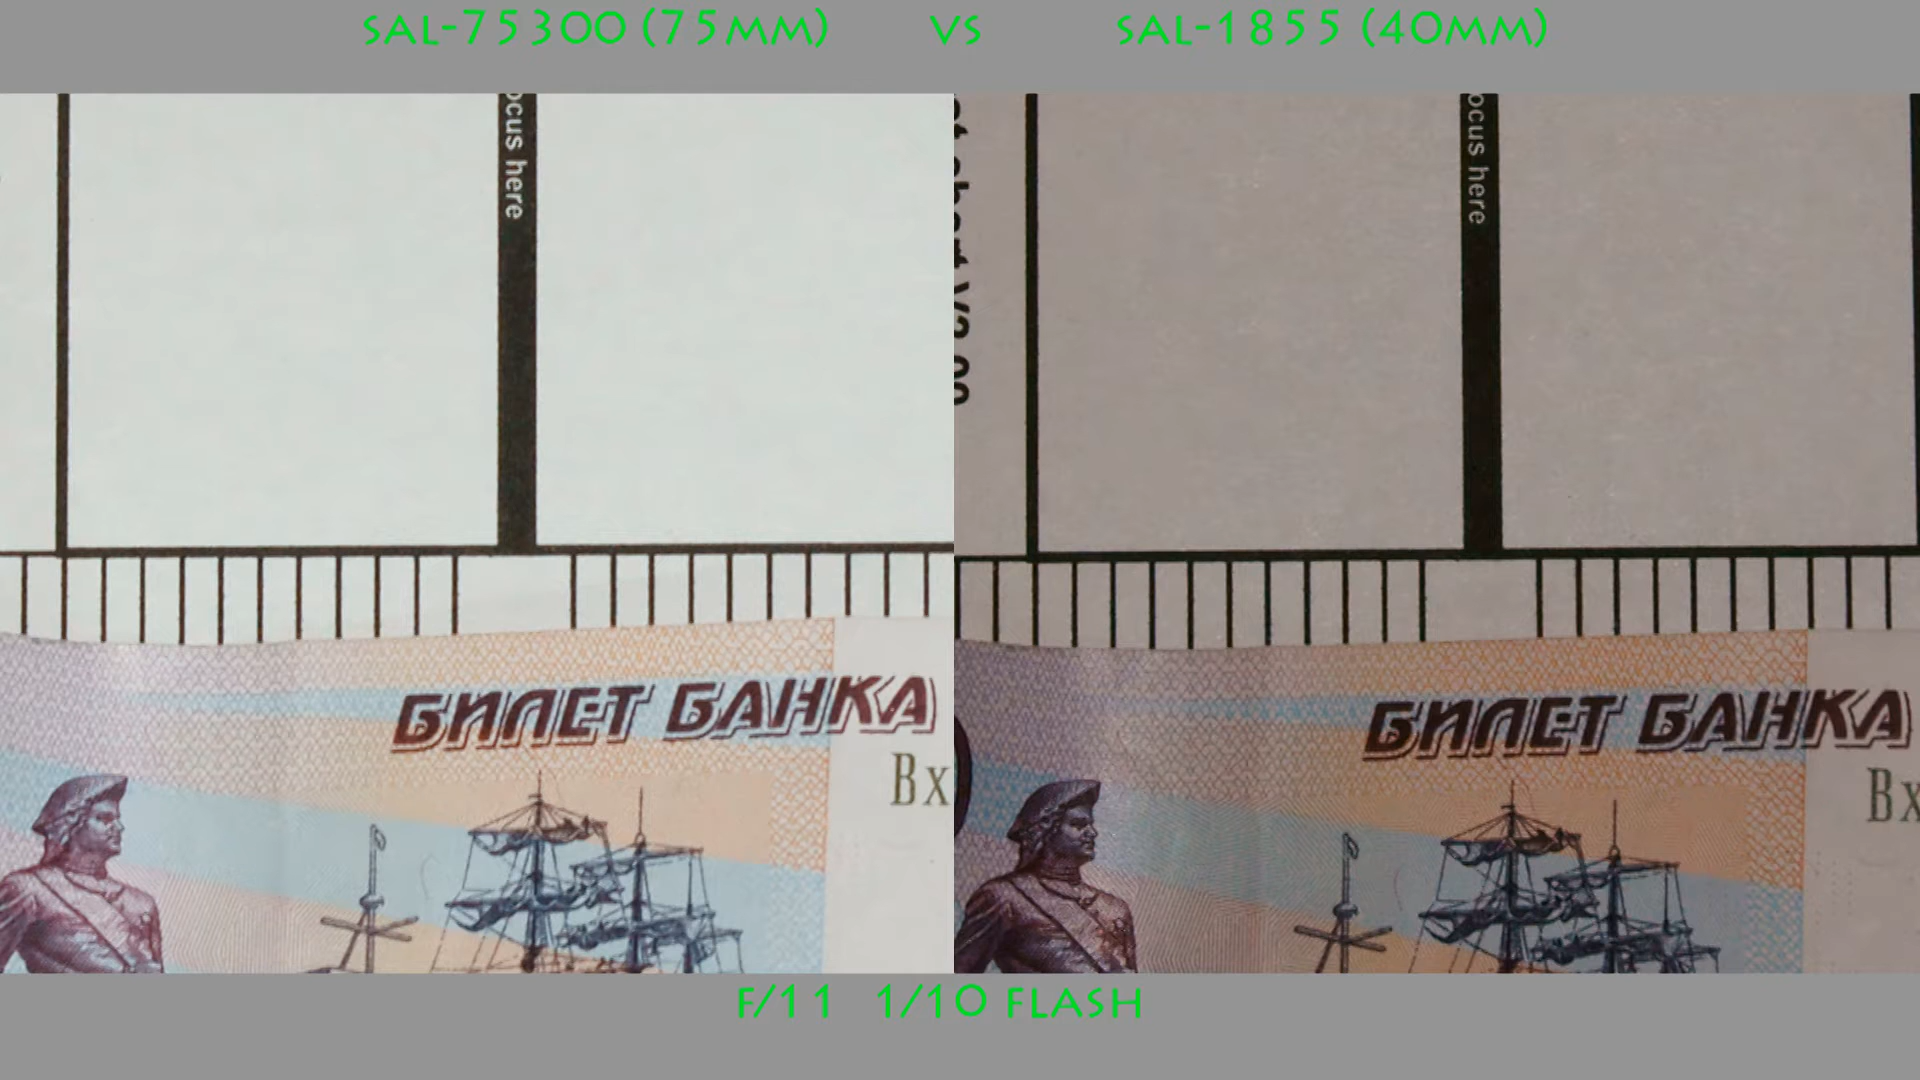 SAL-75300 (75MM) VS SAL-1855 (40MM)
ocus here
ocus here
БИЛЕТ БАНКА
Вх
БИЛЕТ БАНКА
Вх
F/11 1/10 FLASH